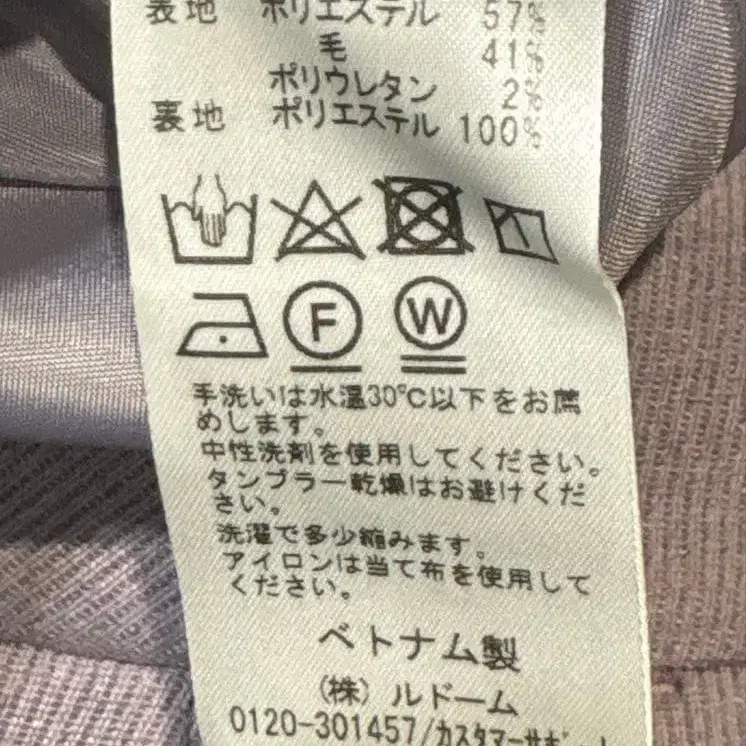 表地 ポリエステル 57%
毛 41%
ポリウレタン 2%
裏地 ポリエステル 100%
F W
手洗いは水温30℃以下をお薦
めします。
中性洗剤を使用してください。
タンブラー乾燥はお避けくだ
さい。
洗濯で多少縮みます。
アイロンは当て布を使用して
ください。
ベトナム製
(株) ルドーム
0120-301457/カスタマーサポート